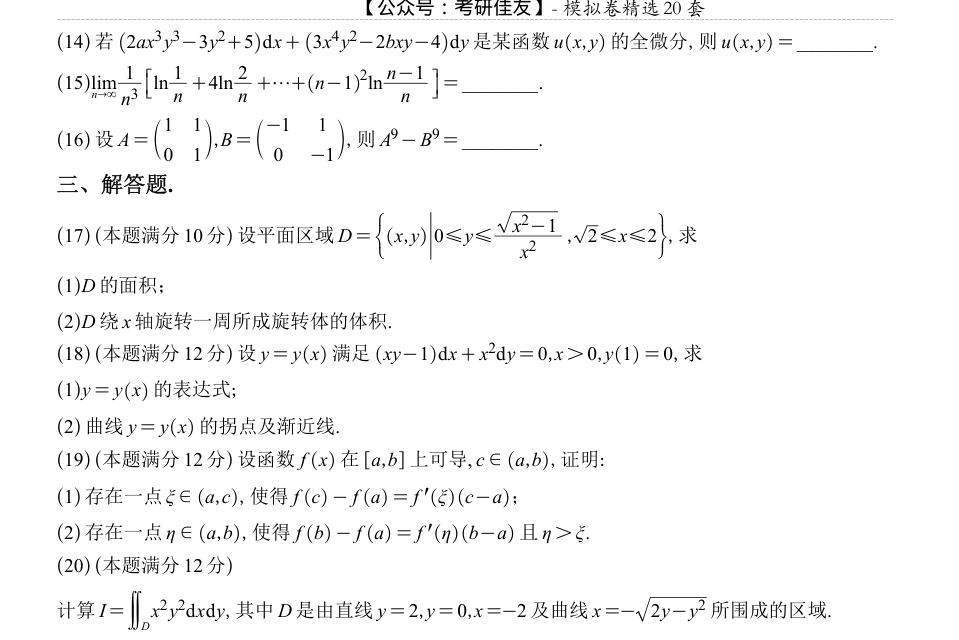 【公众号：考研佳友】- 模拟卷精选 20 套
(14) 若 (2ax³y³−3y²+5)dx+(3x⁴y²−2bxy−4)dy 是某函数 u(x,y) 的全微分, 则 u(x,y)=________.
(15) lim_{n→∞} 1/n³ [ln 1/n +4ln 2/n +⋯+(n−1)²ln (n−1)/n ]=________.
(16) 设 A=(1 1; 0 1),B=(−1 1; 0 −1), 则 A⁹−B⁹=________.
三、解答题.
(17) (本题满分 10 分) 设平面区域 D={(x,y)|0⩽y⩽ √(x²−1)/x² ,√2⩽x⩽2}, 求
(1)D 的面积;
(2)D 绕 x 轴旋转一周所成旋转体的体积.
(18) (本题满分 12 分) 设 y=y(x) 满足 (xy−1)dx+x²dy=0,x>0,y(1)=0, 求
(1)y=y(x) 的表达式;
(2) 曲线 y=y(x) 的拐点及渐近线.
(19) (本题满分 12 分) 设函数 f(x) 在 [a,b] 上可导, c∈(a,b), 证明:
(1) 存在一点 ξ∈(a,c), 使得 f(c)−f(a)=f′(ξ)(c−a);
(2) 存在一点 η∈(a,b), 使得 f(b)−f(a)=f′(η)(b−a) 且 η>ξ.
(20) (本题满分 12 分)
计算 I=∬_D x²y²dxdy, 其中 D 是由直线 y=2,y=0,x=−2 及曲线 x=−√(2y−y²) 所围成的区域.